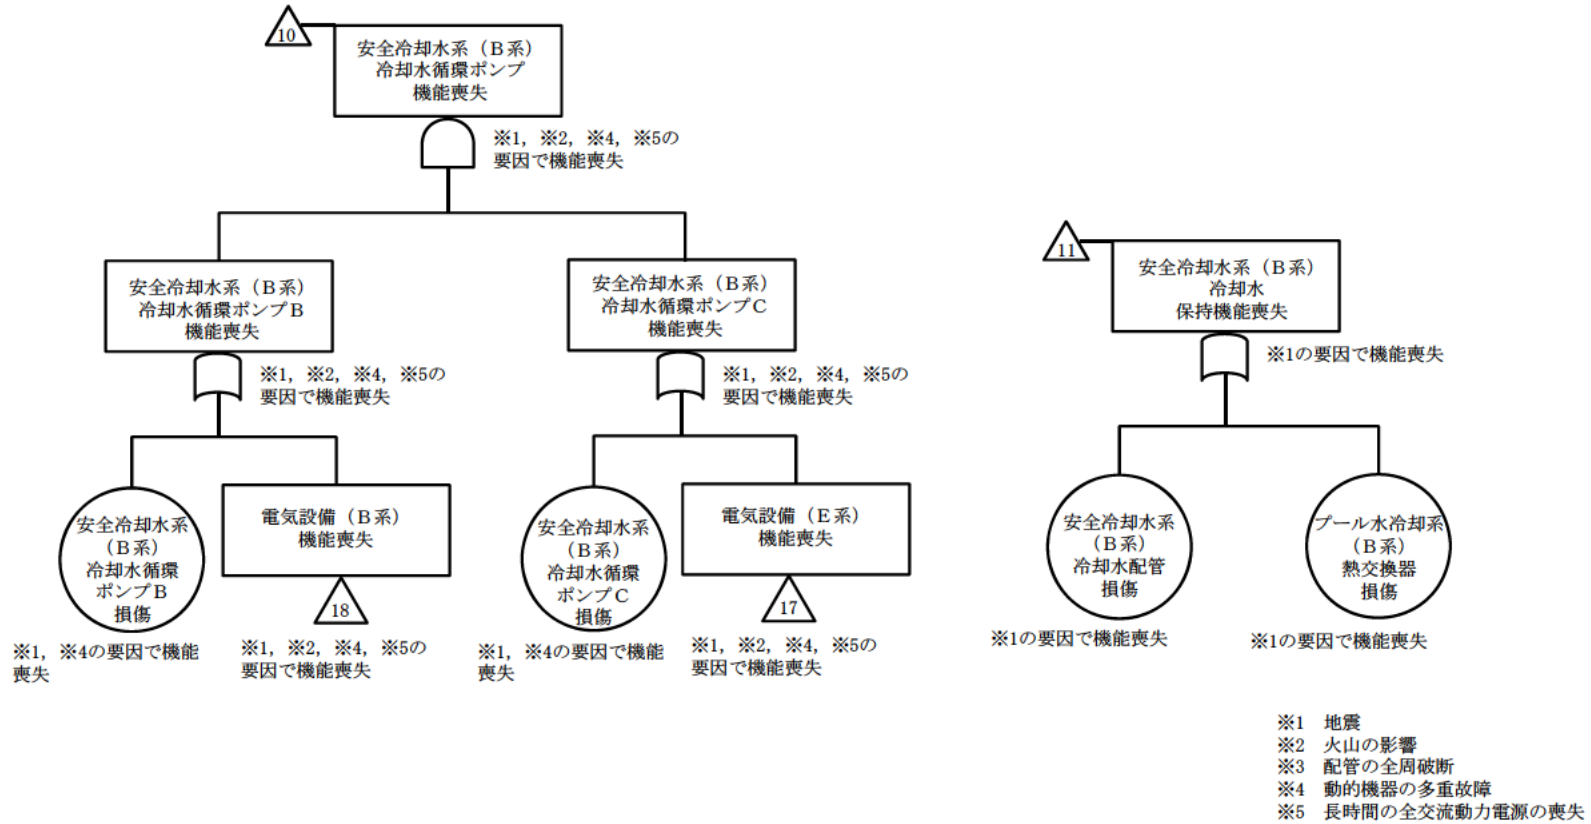 10
安全冷却水系（Ｂ系）
冷却水循環ポンプ
機能喪失
※1，※2，※4，※5の
要因で機能喪失
安全冷却水系（Ｂ系）
冷却水循環ポンプＢ
機能喪失
※1，※2，※4，※5の
要因で機能喪失
安全冷却水系（Ｂ系）
冷却水循環ポンプＣ
機能喪失
※1，※2，※4，※5の
要因で機能喪失
安全冷却水系
（Ｂ系）
冷却水循環
ポンプＢ
損傷
※1，※4の要因で機能
喪失
電気設備（Ｂ系）
機能喪失
18
※1，※2，※4，※5の
要因で機能喪失
安全冷却水系
（Ｂ系）
冷却水循環
ポンプＣ
損傷
※1，※4の要因で機能
喪失
電気設備（Ｅ系）
機能喪失
17
※1，※2，※4，※5の
要因で機能喪失
11
安全冷却水系（Ｂ系）
冷却水
保持機能喪失
※1の要因で機能喪失
安全冷却水系
（Ｂ系）
冷却水配管
損傷
※1の要因で機能喪失
プール水冷却系
（Ｂ系）
熱交換器
損傷
※1の要因で機能喪失
※1　地震
※2　火山の影響
※3　配管の全周破断
※4　動的機器の多重故障
※5　長時間の全交流動力電源の喪失